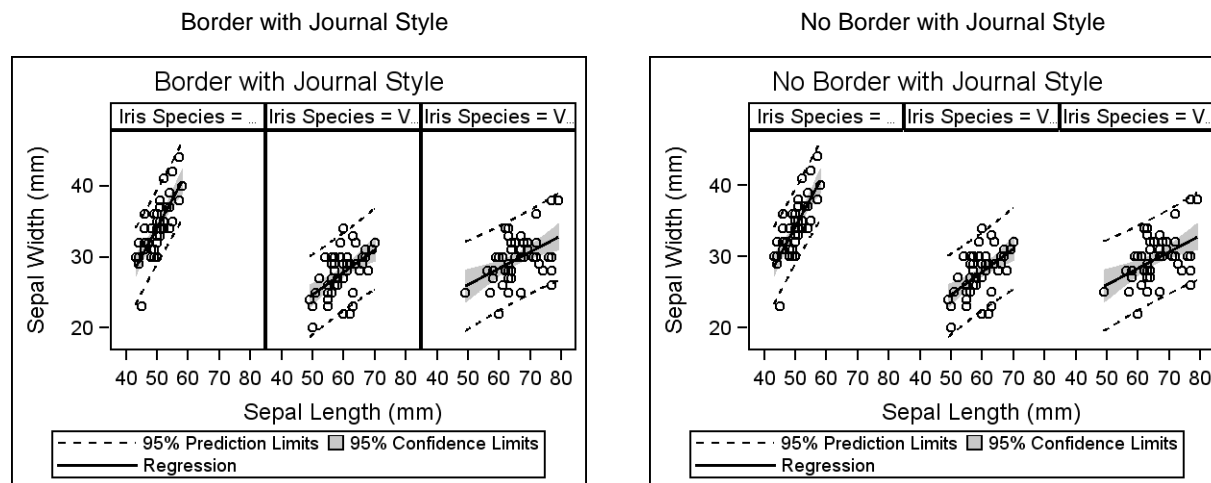 Border with Journal Style
Border with Journal Style
Iris Species = ... Iris Species = V... Iris Species = V...
Sepal Width (mm)
40
30
20
40 50 60 70 80 40 50 60 70 80 40 50 60 70 80
Sepal Length (mm)
95% Prediction Limits 95% Confidence Limits
Regression
No Border with Journal Style
No Border with Journal Style
Iris Species = ... Iris Species = V... Iris Species = V...
Sepal Width (mm)
40
30
20
40 50 60 70 80 40 50 60 70 80 40 50 60 70 80
Sepal Length (mm)
95% Prediction Limits 95% Confidence Limits
Regression